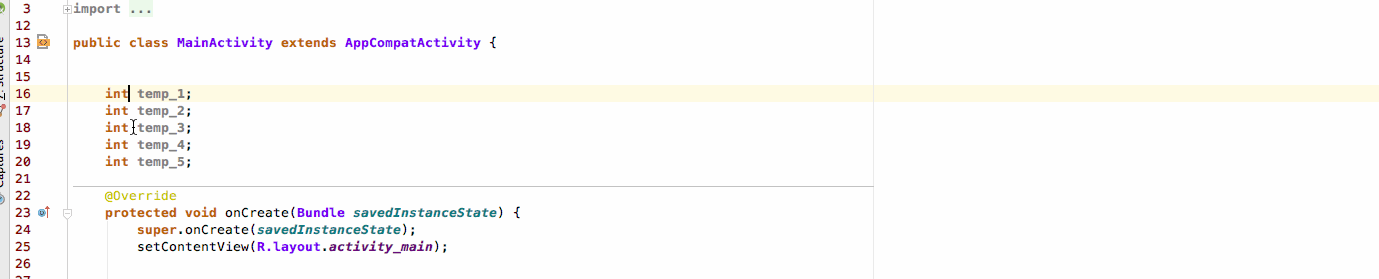 3 import ...
12
13 public class MainActivity extends AppCompatActivity {
14
15
16 int temp_1;
17 int temp_2;
18 int temp_3;
19 int temp_4;
20 int temp_5;
21
22 @Override
23 protected void onCreate(Bundle savedInstanceState) {
24 super.onCreate(savedInstanceState);
25 setContentView(R.layout.activity_main);
26
Z: Structure
Captures